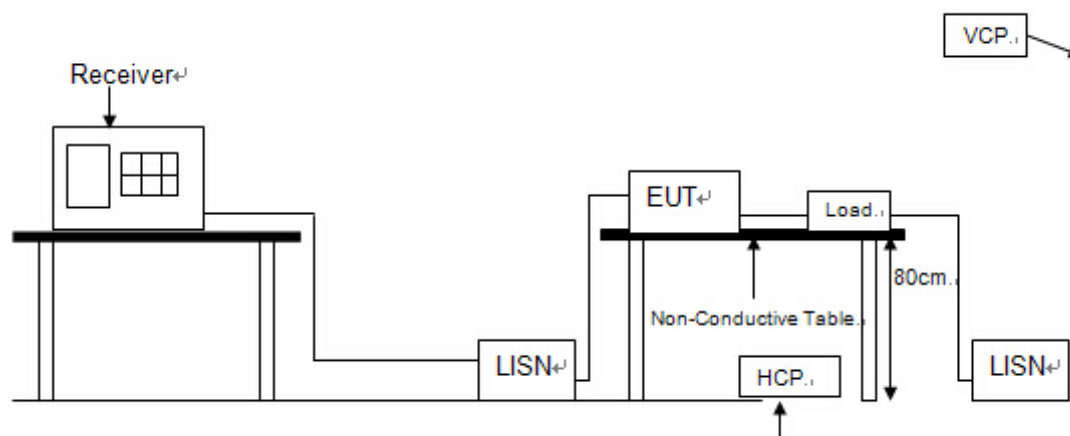 VCP.
Receiver
EUT
Load.
80cm.
Non-Conductive Table.
LISN
HCP.
LISN